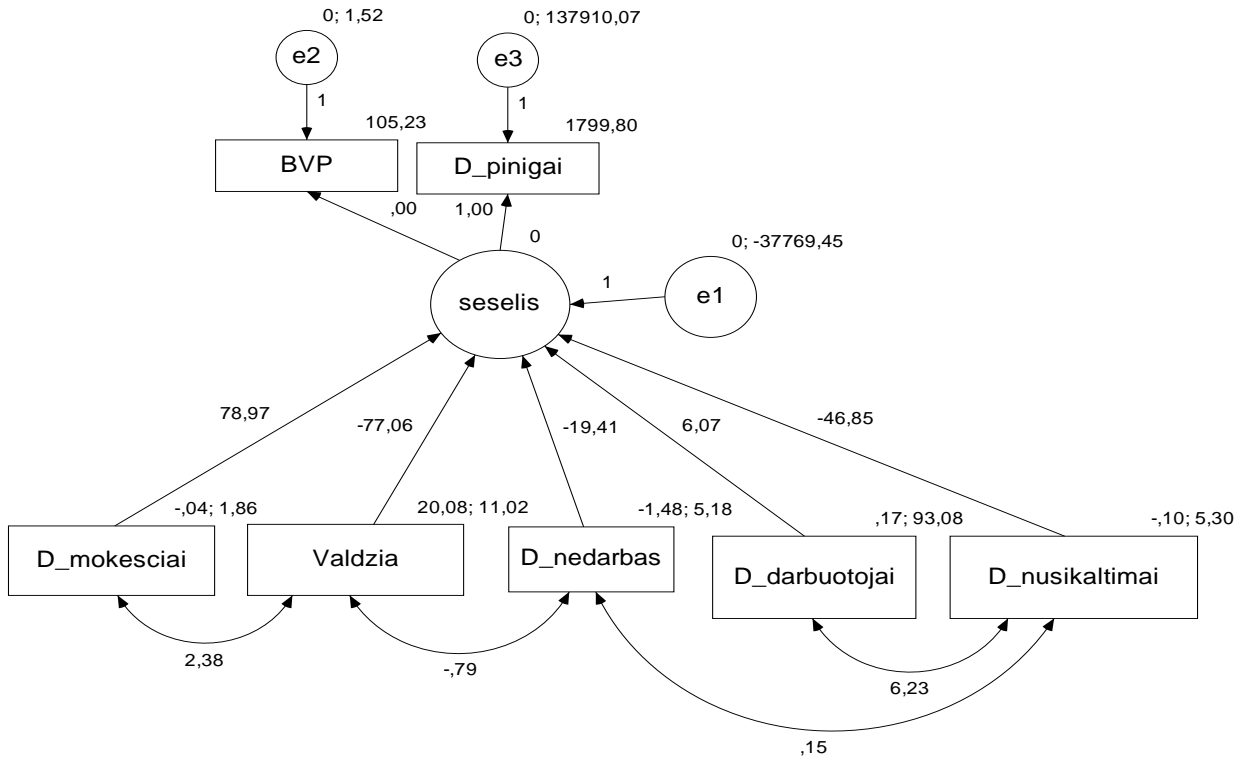 0; 1,52
0; 137910,07
e2
e3
1
1
105,23
1799,80
BVP
D_pinigai
,00
1,00
0
0; -37769,45
seselis
1
e1
78,97
-77,06
-19,41
6,07
-46,85
-,04; 1,86
20,08; 11,02
-1,48; 5,18
,17; 93,08
-,10; 5,30
D_mokesciai
Valdzia
D_nedarbas
D_darbuotojai
D_nusikaltimai
2,38
-,79
6,23
,15